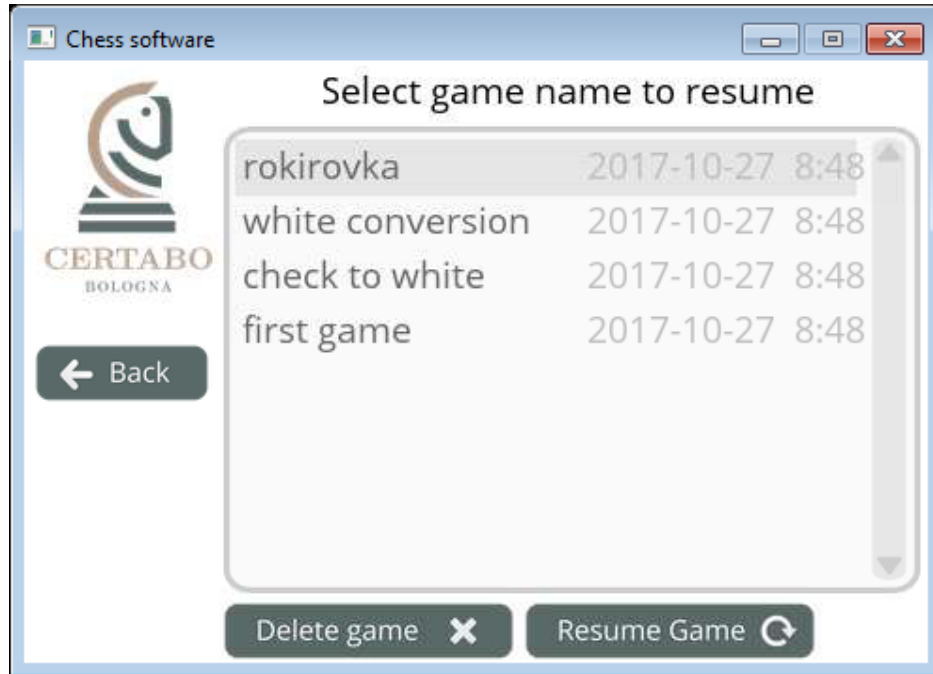 Chess software
Select game name to resume
CERTABO
BOLOGNA
rokirovka 2017-10-27 8:48
white conversion 2017-10-27 8:48
check to white 2017-10-27 8:48
first game 2017-10-27 8:48
Back
Delete game
Resume Game